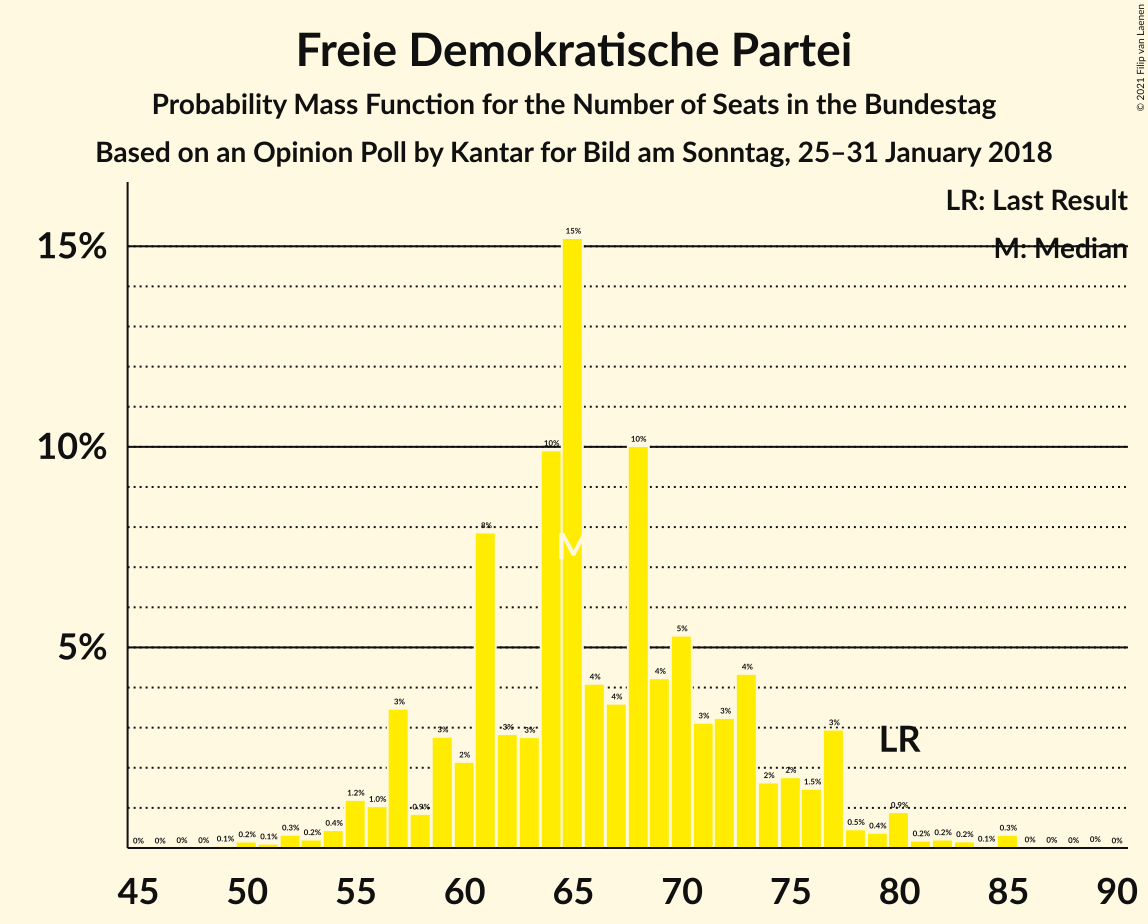 Freie Demokratische Partei
Probability Mass Function for the Number of Seats in the Bundestag
Based on an Opinion Poll by Kantar for Bild am Sonntag, 25–31 January 2018
© 2021 Filip van Laenen
LR: Last Result
M: Median
15%
10%
5%
0% 0% 0% 0% 0.1% 0.2% 0.1% 0.3% 0.2% 0.4% 1.2% 1.0% 3% 0.9% 3% 2% 8% 3% 3% 10% 15% 4% 4% 10% 4% 5% 3% 3% 4% 2% 2% 1.5% 3% 0.5% 0.4% 0.9% 0.2% 0.2% 0.2% 0.1% 0.3% 0% 0% 0% 0% 0%
M
LR
45 50 55 60 65 70 75 80 85 90